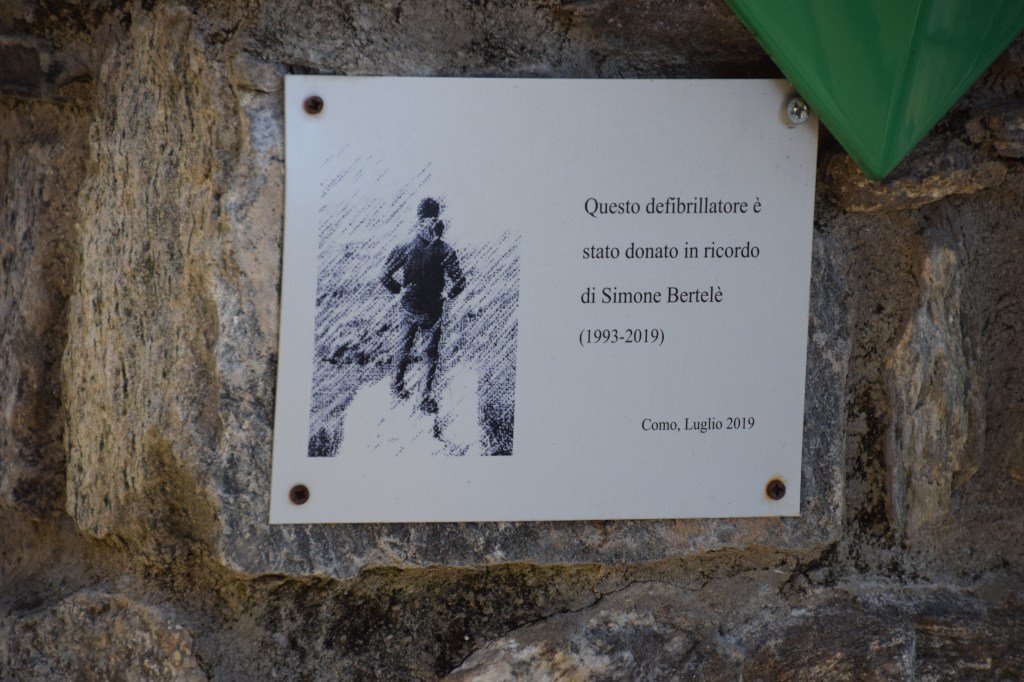 Questo defibrillatore è
stato donato in ricordo
di Simone Bertelè
(1993-2019)
Como, Luglio 2019